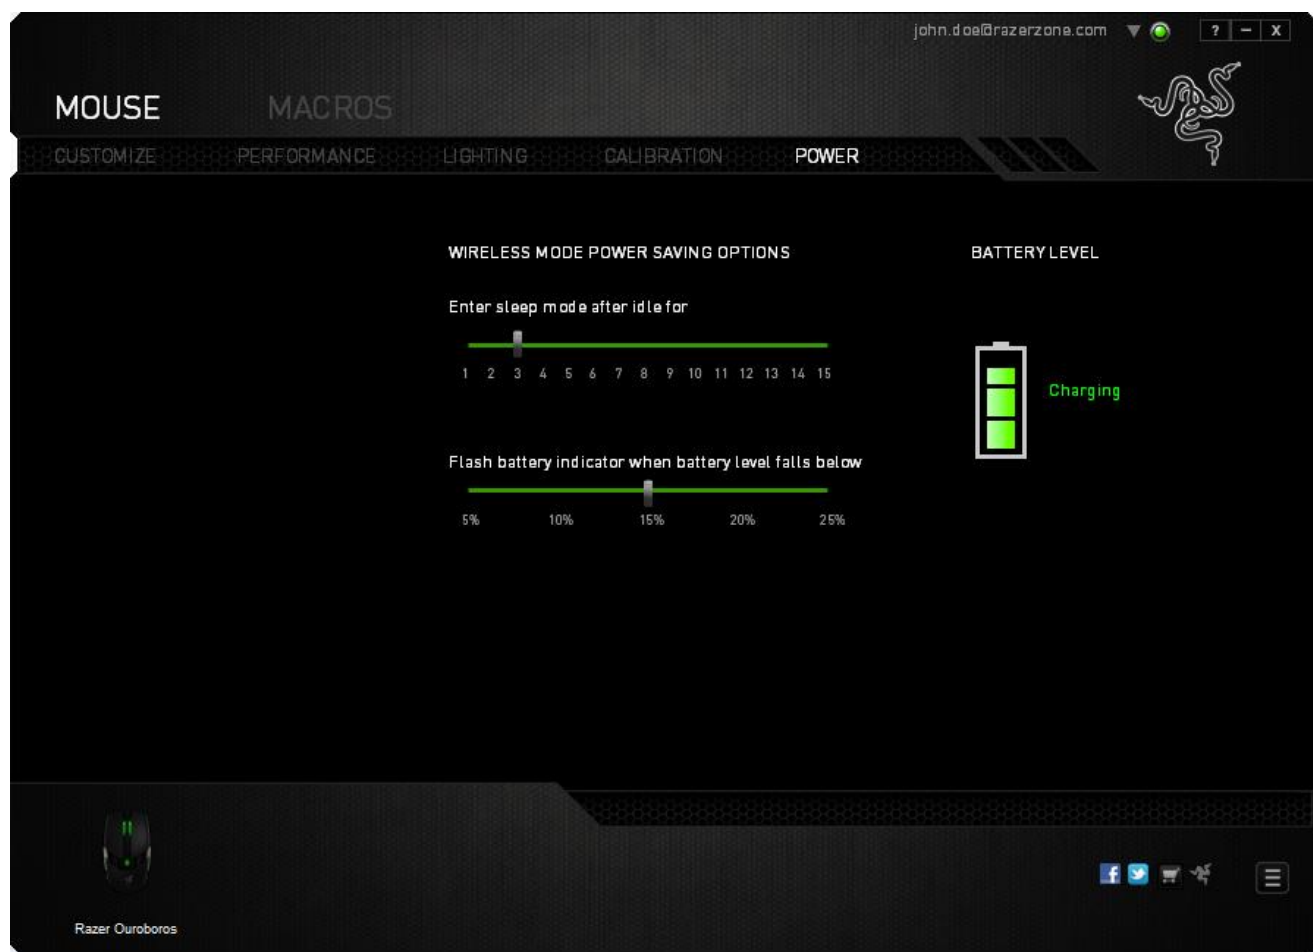 john.doe@razerzone.com ? – X
MOUSE MACROS
CUSTOMIZE PERFORMANCE LIGHTING CALIBRATION POWER
WIRELESS MODE POWER SAVING OPTIONS BATTERY LEVEL
Enter sleep mode after idle for
1 2 3 4 5 6 7 8 9 10 11 12 13 14 15
Charging
Flash battery indicator when battery level falls below
5% 10% 15% 20% 25%
Razer Ouroboros